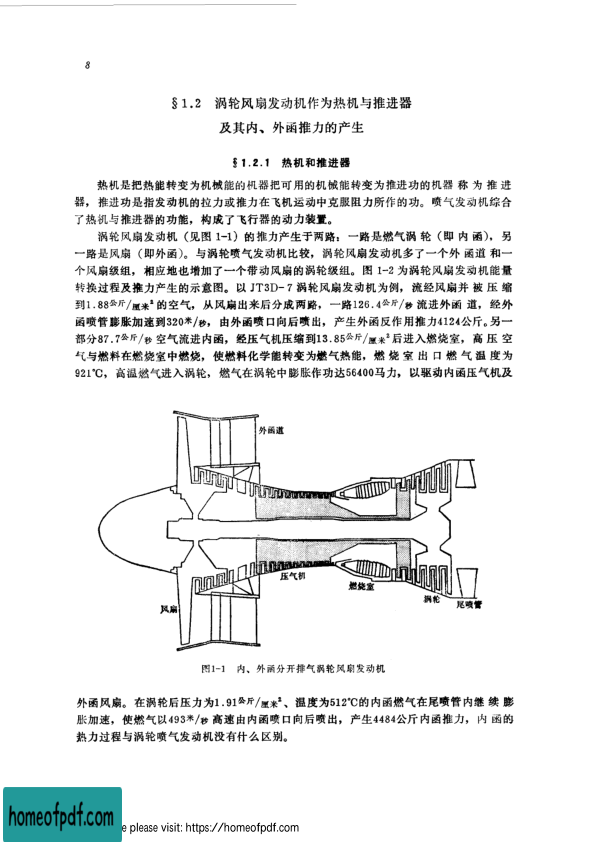 8
§1.2 涡轮风扇发动机作为热机与推进器
及其内、外函推力的产生
§1.2.1 热机和推进器
热机是把热能转变为机械能的机器把可用的机械能转变为推进功的机器 称 为 推 进
器，推进功是指发动机的拉力或推力在飞机运动中克服阻力所作的功。喷气发动机综合
了热机与推进器的功能，构成了飞行器的动力装置。
涡轮风扇发动机（见图1-1）的推力产生于两路：一路是燃气涡 轮（即 内 函），另
一路是风扇（即外函）。与涡轮喷气发动机比较，涡轮风扇发动机多了一个外 函道 和一
个风扇级组，相应地也增加了一个带动风扇的涡轮级组。图 1-2 为涡轮风扇发动机能量
转换过程及推力产生的示意图。以 JT3D-7 涡轮风扇发动机为例，流经风扇并 被 压 缩
到1.88公斤/厘米²的空气，从风扇出来后分成两路，一路126.4公斤/秒流进外函 道，经外
函喷管膨胀加速到320米/秒，由外函喷口向后喷出，产生外函反作用推力4124公斤。另一
部分87.7公斤/秒空气流进内函，经压气机压缩到13.85公斤/厘米²后进入燃烧室，高 压 空
气与燃料在燃烧室中燃烧，使燃料化学能转变为燃气热能，燃 烧 室 出 口 燃 气 温 度 为
921℃，高温燃气进入涡轮，燃气在涡轮中膨胀作功达56400马力，以驱动内函压气机及
外函道
压气机
燃烧室
涡轮
尾喷管
风扇
图1-1 内、外函分开排气涡轮风扇发动机
外函风扇。在涡轮后压力为1.91公斤/厘米²、温度为512℃的内函燃气在尾喷管内继 续 膨
胀加速，使燃气以493米/秒高速由内函喷口向后喷出，产生4484公斤内函推力，内 函的
热力过程与涡轮喷气发动机没有什么区别。
homeofpdf.com
e please visit: https://homeofpdf.com